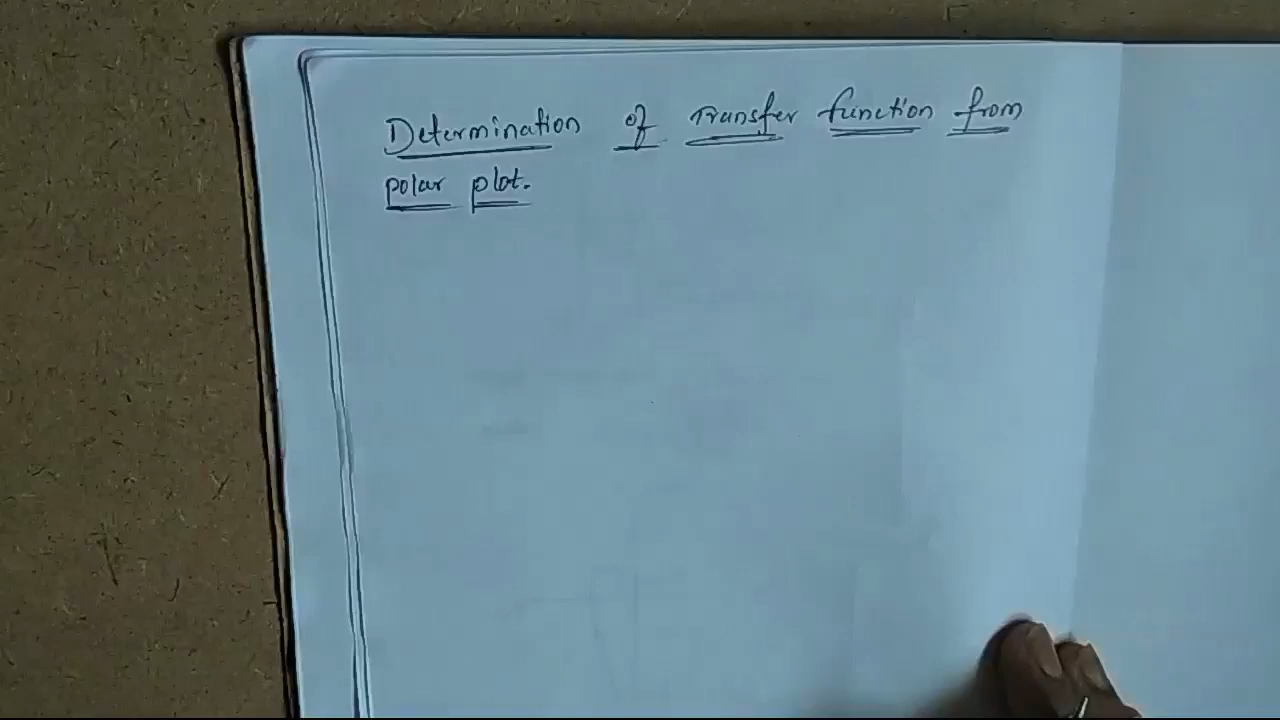 Determination of Transfer function from
polar plot.